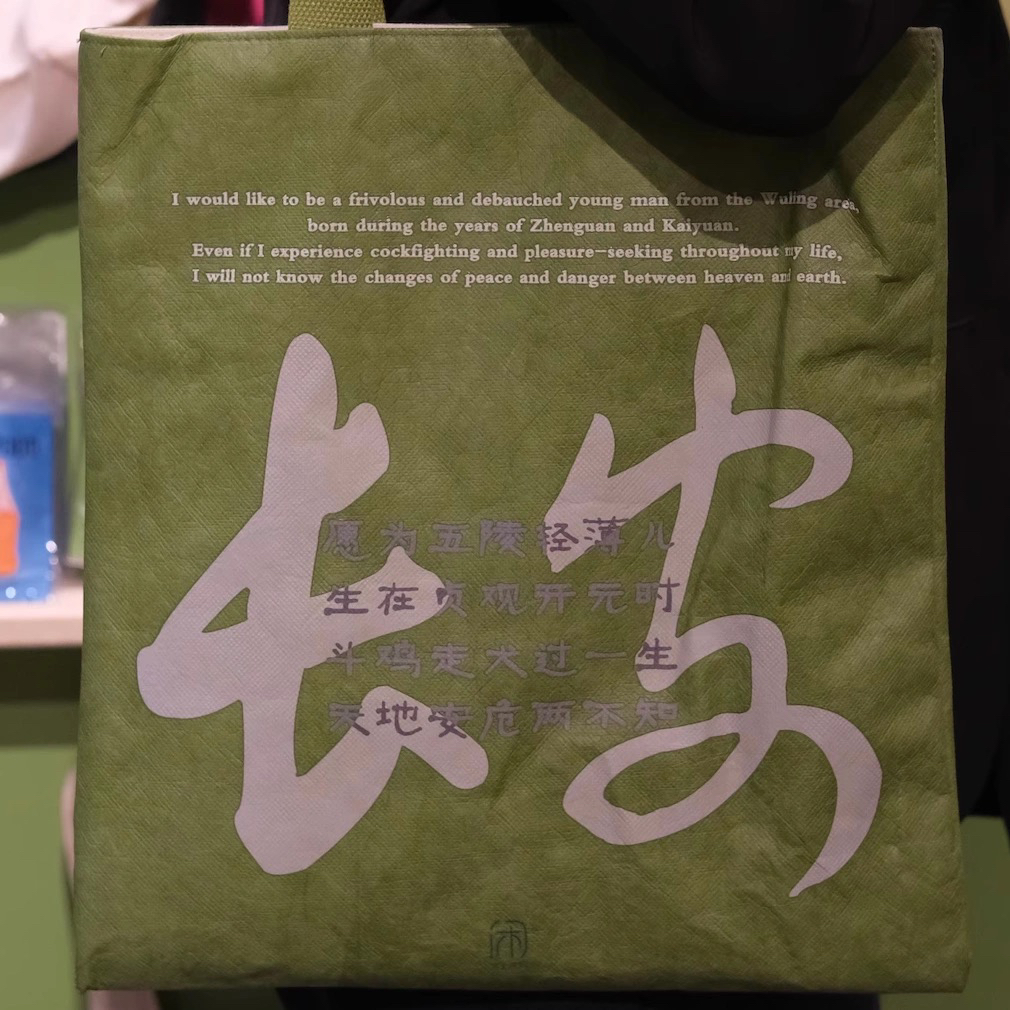 I would like to be a frivolous and debauched young man from the Wuling area,
born during the years of Zhenguan and Kaiyuan.
Even if I experience cockfighting and pleasure-seeking throughout my life,
I will not know the changes of peace and danger between heaven and earth.
长安
愿为五陵轻薄儿
生在贞观开元时
斗鸡走犬过一生
天地安危两不知